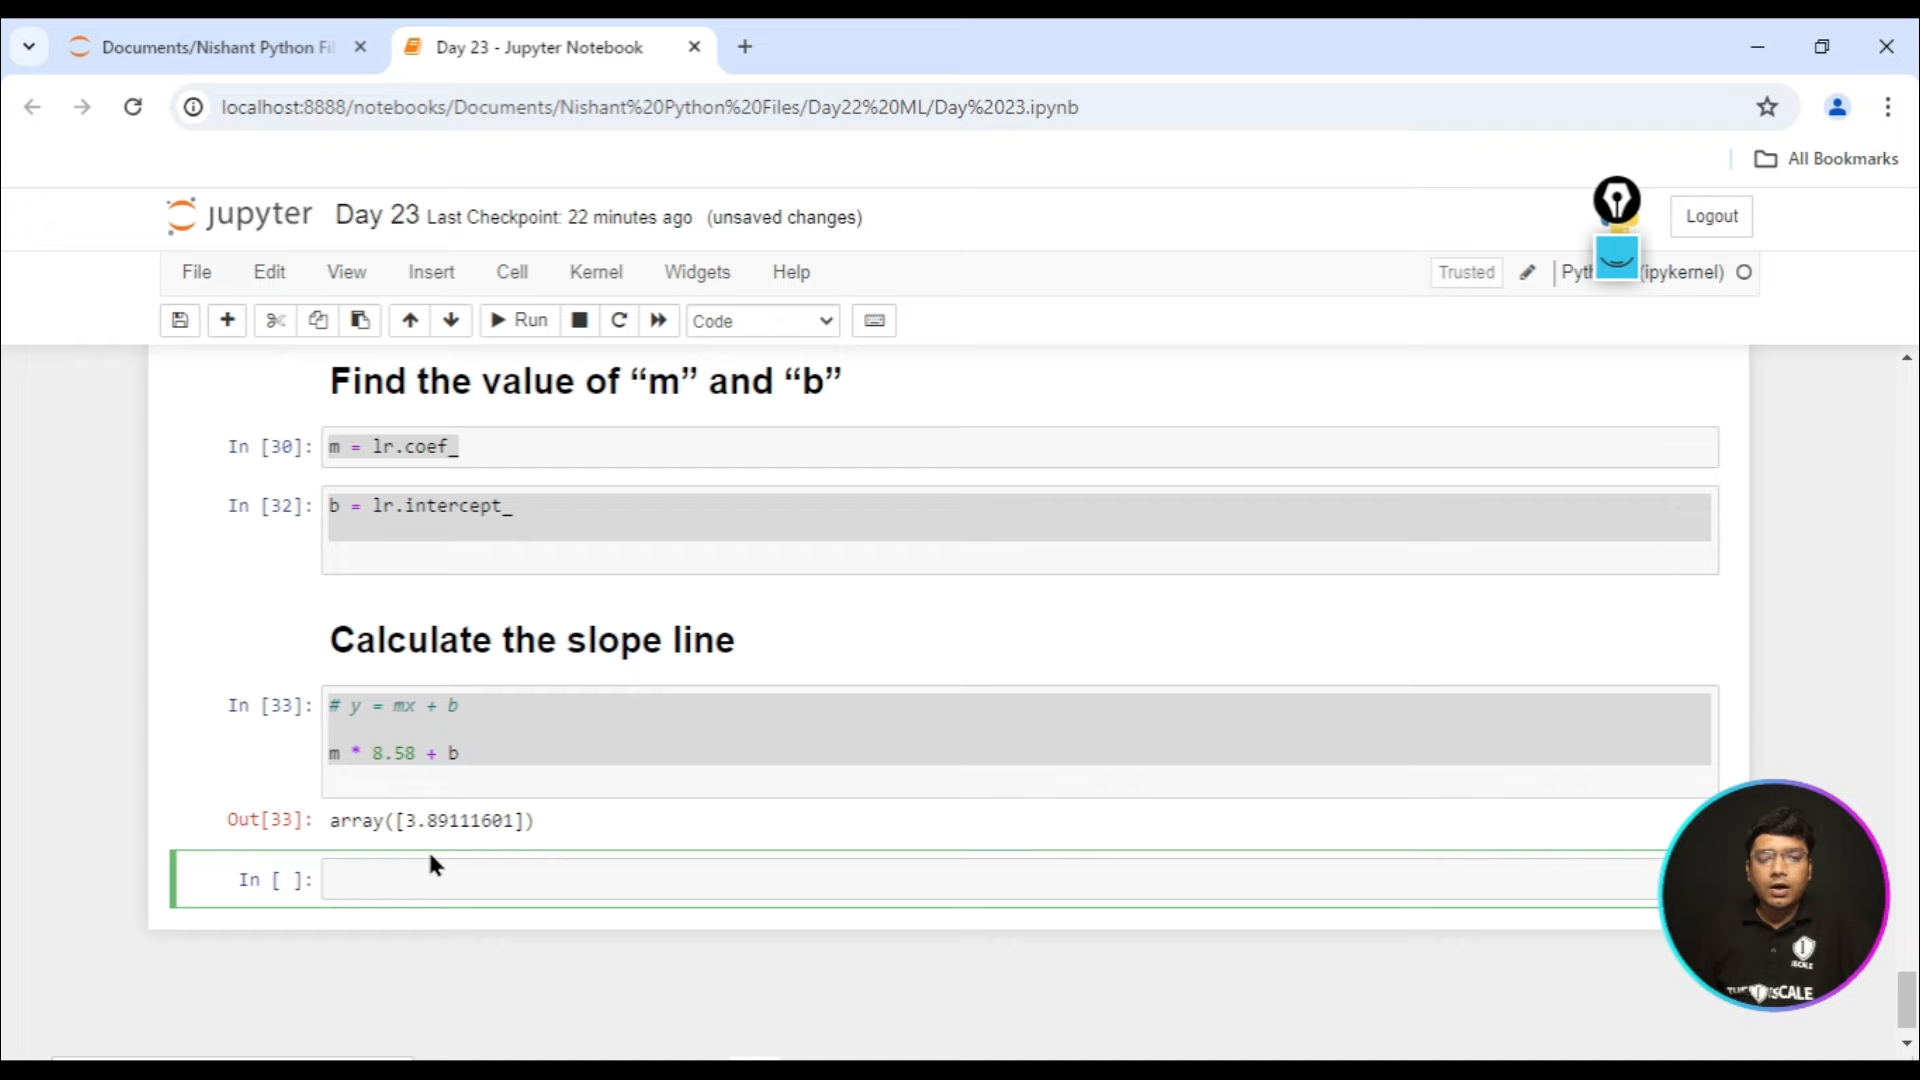 Documents/Nishant Python Fil
Day 23 - Jupyter Notebook
localhost:8888/notebooks/Documents/Nishant%20Python%20Files/Day22%20ML/Day%2023.ipynb
All Bookmarks
jupyter Day 23 Last Checkpoint: 22 minutes ago (unsaved changes)
Logout
File Edit View Insert Cell Kernel Widgets Help
Trusted
(ipykernel)
Run
Code
Find the value of “m” and “b”
In [30]: m = lr.coef_
In [32]: b = lr.intercept_
Calculate the slope line
In [33]: # y = mx + b
m * 8.58 + b
Out[33]: array([3.89111601])
In [ ]:
ISCALE